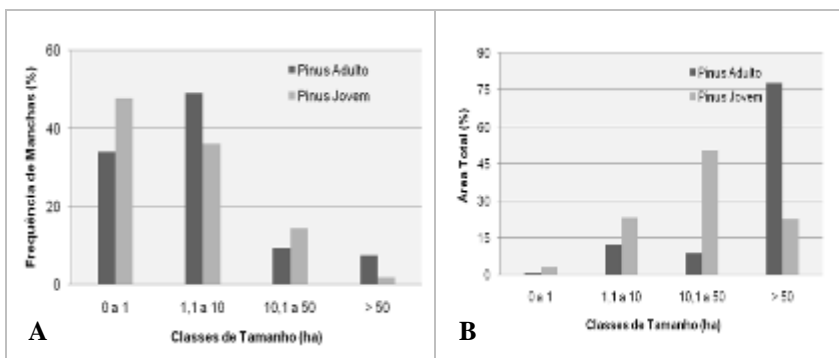 60
40
20
0
Frequência de Manchas (%)
Pinus Adulto
Pinus Jovem
0 a 1
1,1 a 10
10,1 a 50
> 50
Classes de Tamanho (ha)
A
90
75
60
45
30
15
0
Área Total (%)
Pinus Adulto
Pinus Jovem
0 a 1
1,1 a 10
10,1 a 50
> 50
Classes de Tamanho (ha)
B